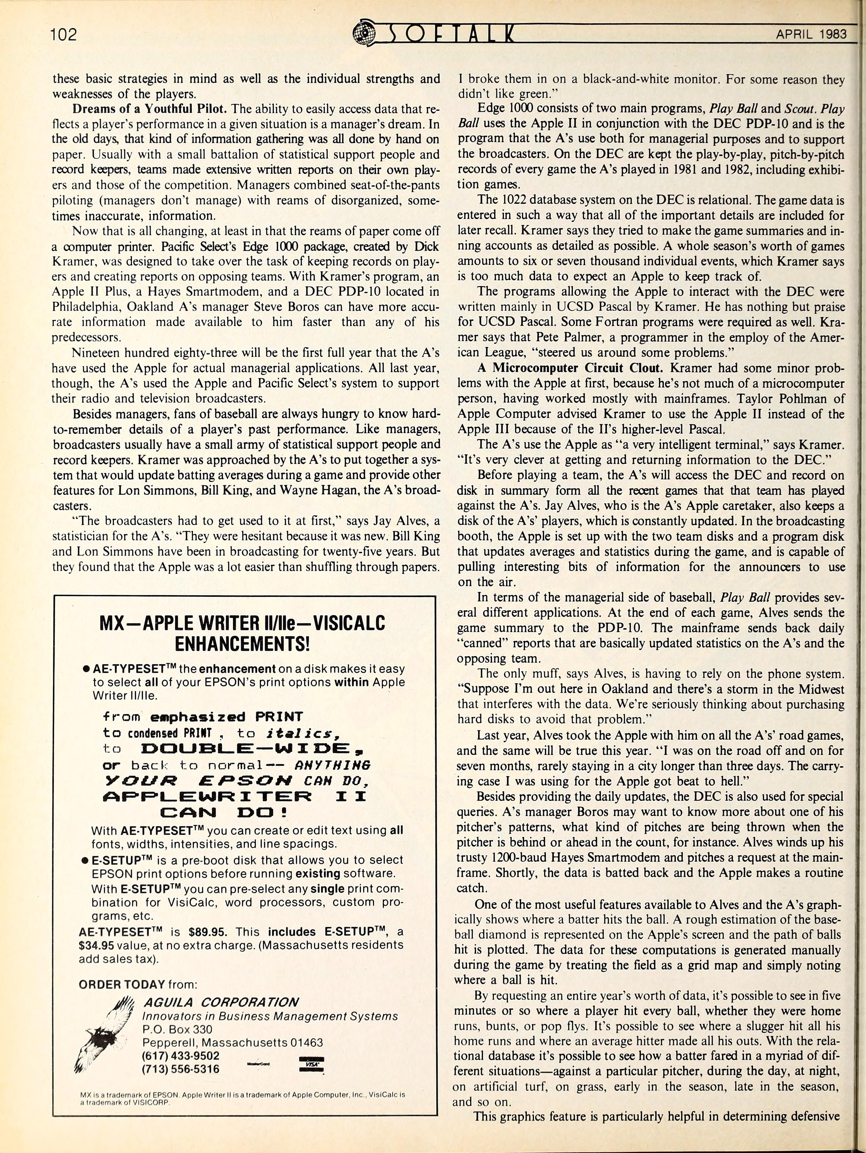 102
SOFTALK
APRIL 1983
these basic strategies in mind as well as the individual strengths and
weaknesses of the players.
Dreams of a Youthful Pilot. The ability to easily access data that re-
flects a player's performance in a given situation is a manager's dream. In
the old days, that kind of information gathering was all done by hand on
paper. Usually with a small battalion of statistical support people and
record keepers, teams made extensive written reports on their own play-
ers and those of the competition. Managers combined seat-of-the-pants
piloting (managers don't manage) with reams of disorganized, some-
times inaccurate, information.
Now that is all changing, at least in that the reams of paper come off
a computer printer. Pacific Select's Edge 1000 package, created by Dick
Kramer, was designed to take over the task of keeping records on play-
ers and creating reports on opposing teams. With Kramer's program, an
Apple II Plus, a Hayes Smartmodem, and a DEC PDP-10 located in
Philadelphia, Oakland A's manager Steve Boros can have more accu-
rate information made available to him faster than any of his
predecessors.
Nineteen hundred eighty-three will be the first full year that the A's
have used the Apple for actual managerial applications. All last year,
though, the A's used the Apple and Pacific Select's system to support
their radio and television broadcasters.
Besides managers, fans of baseball are always hungry to know hard-
to-remember details of a player's past performance. Like managers,
broadcasters usually have a small army of statistical support people and
record keepers. Kramer was approached by the A's to put together a sys-
tem that would update batting averages during a game and provide other
features for Lon Simmons, Bill King, and Wayne Hagan, the A's broad-
casters.
"The broadcasters had to get used to it at first," says Jay Alves, a
statistician for the A's. "They were hesitant because it was new. Bill King
and Lon Simmons have been in broadcasting for twenty-five years. But
they found that the Apple was a lot easier than shuffling through papers.
MX—APPLE WRITER II/IIe—VISICALC
ENHANCEMENTS!
● AE-TYPESET™ the enhancement on a disk makes it easy
to select all of your EPSON's print options within Apple
Writer II/IIe.
from emphasized PRINT
to condensed PRINT, to italics,
to DOUBLE-WIDE,
or back to normal-- ANYTHING
YOUR EPSON CAN DO,
APPLEWRITER II
CAN DO!
With AE-TYPESET™ you can create or edit text using all
fonts, widths, intensities, and line spacings.
● E-SETUP™ is a pre-boot disk that allows you to select
EPSON print options before running existing software.
With E-SETUP™ you can pre-select any single print com-
bination for VisiCalc, word processors, custom pro-
grams, etc.
AE-TYPESET™ is $89.95. This includes E-SETUP™, a
$34.95 value, at no extra charge. (Massachusetts residents
add sales tax).
ORDER TODAY from:
AGUILA CORPORATION
Innovators in Business Management Systems
P.O. Box 330
Pepperell, Massachusetts 01463
(617) 433-9502
(713) 556-5316
MasterCard
VISA
MX is a trademark of EPSON. Apple Writer II is a trademark of Apple Computer, Inc., VisiCalc is
a trademark of VISICORP.
I broke them in on a black-and-white monitor. For some reason they
didn't like green."
Edge 1000 consists of two main programs, Play Ball and Scout. Play
Ball uses the Apple II in conjunction with the DEC PDP-10 and is the
program that the A's use both for managerial purposes and to support
the broadcasters. On the DEC are kept the play-by-play, pitch-by-pitch
records of every game the A's played in 1981 and 1982, including exhibi-
tion games.
The 1022 database system on the DEC is relational. The game data is
entered in such a way that all of the important details are included for
later recall. Kramer says they tried to make the game summaries and in-
ning accounts as detailed as possible. A whole season's worth of games
amounts to six or seven thousand individual events, which Kramer says
is too much data to expect an Apple to keep track of.
The programs allowing the Apple to interact with the DEC were
written mainly in UCSD Pascal by Kramer. He has nothing but praise
for UCSD Pascal. Some Fortran programs were required as well. Kra-
mer says that Pete Palmer, a programmer in the employ of the Amer-
ican League, "steered us around some problems."
A Microcomputer Circuit Clout. Kramer had some minor prob-
lems with the Apple at first, because he's not much of a microcomputer
person, having worked mostly with mainframes. Taylor Pohlman of
Apple Computer advised Kramer to use the Apple II instead of the
Apple III because of the II's higher-level Pascal.
The A's use the Apple as "a very intelligent terminal," says Kramer.
"It's very clever at getting and returning information to the DEC."
Before playing a team, the A's will access the DEC and record on
disk in summary form all the recent games that that team has played
against the A's. Jay Alves, who is the A's Apple caretaker, also keeps a
disk of the A's' players, which is constantly updated. In the broadcasting
booth, the Apple is set up with the two team disks and a program disk
that updates averages and statistics during the game, and is capable of
pulling interesting bits of information for the announcers to use
on the air.
In terms of the managerial side of baseball, Play Ball provides sev-
eral different applications. At the end of each game, Alves sends the
game summary to the PDP-10. The mainframe sends back daily
"canned" reports that are basically updated statistics on the A's and the
opposing team.
The only muff, says Alves, is having to rely on the phone system.
"Suppose I'm out here in Oakland and there's a storm in the Midwest
that interferes with the data. We're seriously thinking about purchasing
hard disks to avoid that problem."
Last year, Alves took the Apple with him on all the A's' road games,
and the same will be true this year. "I was on the road off and on for
seven months, rarely staying in a city longer than three days. The carry-
ing case I was using for the Apple got beat to hell."
Besides providing the daily updates, the DEC is also used for special
queries. A's manager Boros may want to know more about one of his
pitcher's patterns, what kind of pitches are being thrown when the
pitcher is behind or ahead in the count, for instance. Alves winds up his
trusty 1200-baud Hayes Smartmodem and pitches a request at the main-
frame. Shortly, the data is batted back and the Apple makes a routine
catch.
One of the most useful features available to Alves and the A's graph-
ically shows where a batter hits the ball. A rough estimation of the base-
ball diamond is represented on the Apple's screen and the path of balls
hit is plotted. The data for these computations is generated manually
during the game by treating the field as a grid map and simply noting
where a ball is hit.
By requesting an entire year's worth of data, it's possible to see in five
minutes or so where a player hit every ball, whether they were home
runs, bunts, or pop flys. It's possible to see where a slugger hit all his
home runs and where an average hitter made all his outs. With the rela-
tional database it's possible to see how a batter fared in a myriad of dif-
ferent situations—against a particular pitcher, during the day, at night,
on artificial turf, on grass, early in the season, late in the season,
and so on.
This graphics feature is particularly helpful in determining defensive